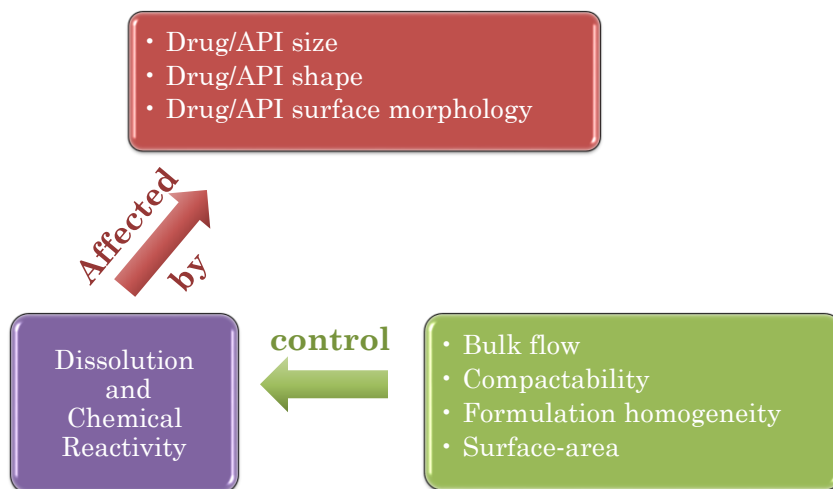 • Drug/API size
• Drug/API shape
• Drug/API surface morphology
Affected
by
control
Dissolution
and
Chemical
Reactivity
• Bulk flow
• Compactability
• Formulation homogeneity
• Surface-area